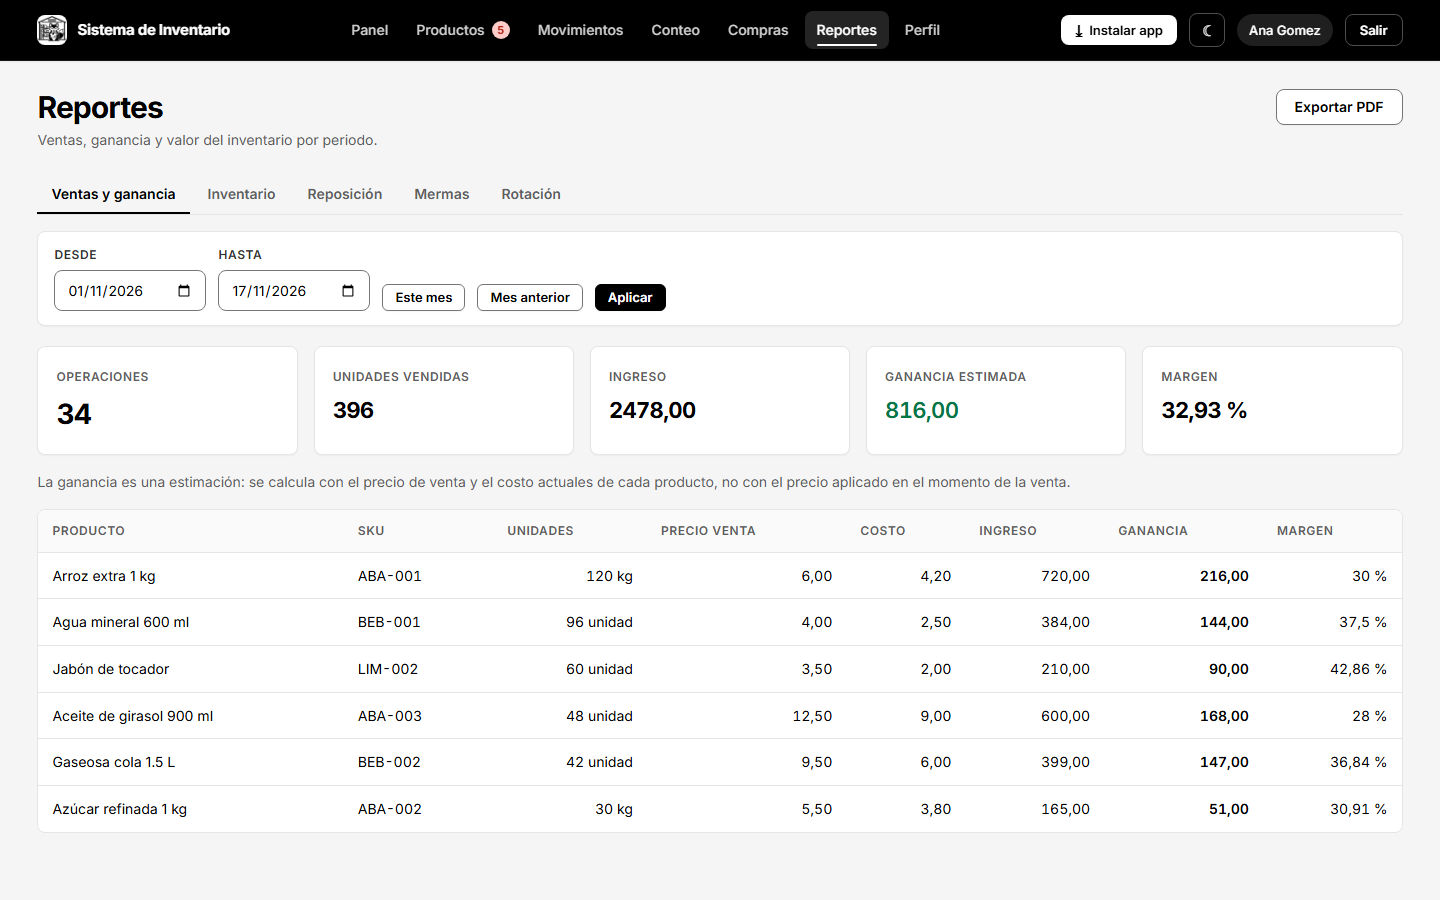 Sistema de Inventario
Panel
Productos 5
Movimientos
Conteo
Compras
Reportes
Perfil
Instalar app
Ana Gomez
Salir
Reportes
Exportar PDF
Ventas, ganancia y valor del inventario por periodo.
Ventas y ganancia
Inventario
Reposición
Mermas
Rotación
DESDE
HASTA
01/11/2026
17/11/2026
Este mes
Mes anterior
Aplicar
OPERACIONES
34
UNIDADES VENDIDAS
396
INGRESO
2478,00
GANANCIA ESTIMADA
816,00
MARGEN
32,93 %
La ganancia es una estimación: se calcula con el precio de venta y el costo actuales de cada producto, no con el precio aplicado en el momento de la venta.
PRODUCTO SKU UNIDADES PRECIO VENTA COSTO INGRESO GANANCIA MARGEN
Arroz extra 1 kg ABA-001 120 kg 6,00 4,20 720,00 216,00 30 %
Agua mineral 600 ml BEB-001 96 unidad 4,00 2,50 384,00 144,00 37,5 %
Jabón de tocador LIM-002 60 unidad 3,50 2,00 210,00 90,00 42,86 %
Aceite de girasol 900 ml ABA-003 48 unidad 12,50 9,00 600,00 168,00 28 %
Gaseosa cola 1.5 L BEB-002 42 unidad 9,50 6,00 399,00 147,00 36,84 %
Azúcar refinada 1 kg ABA-002 30 kg 5,50 3,80 165,00 51,00 30,91 %